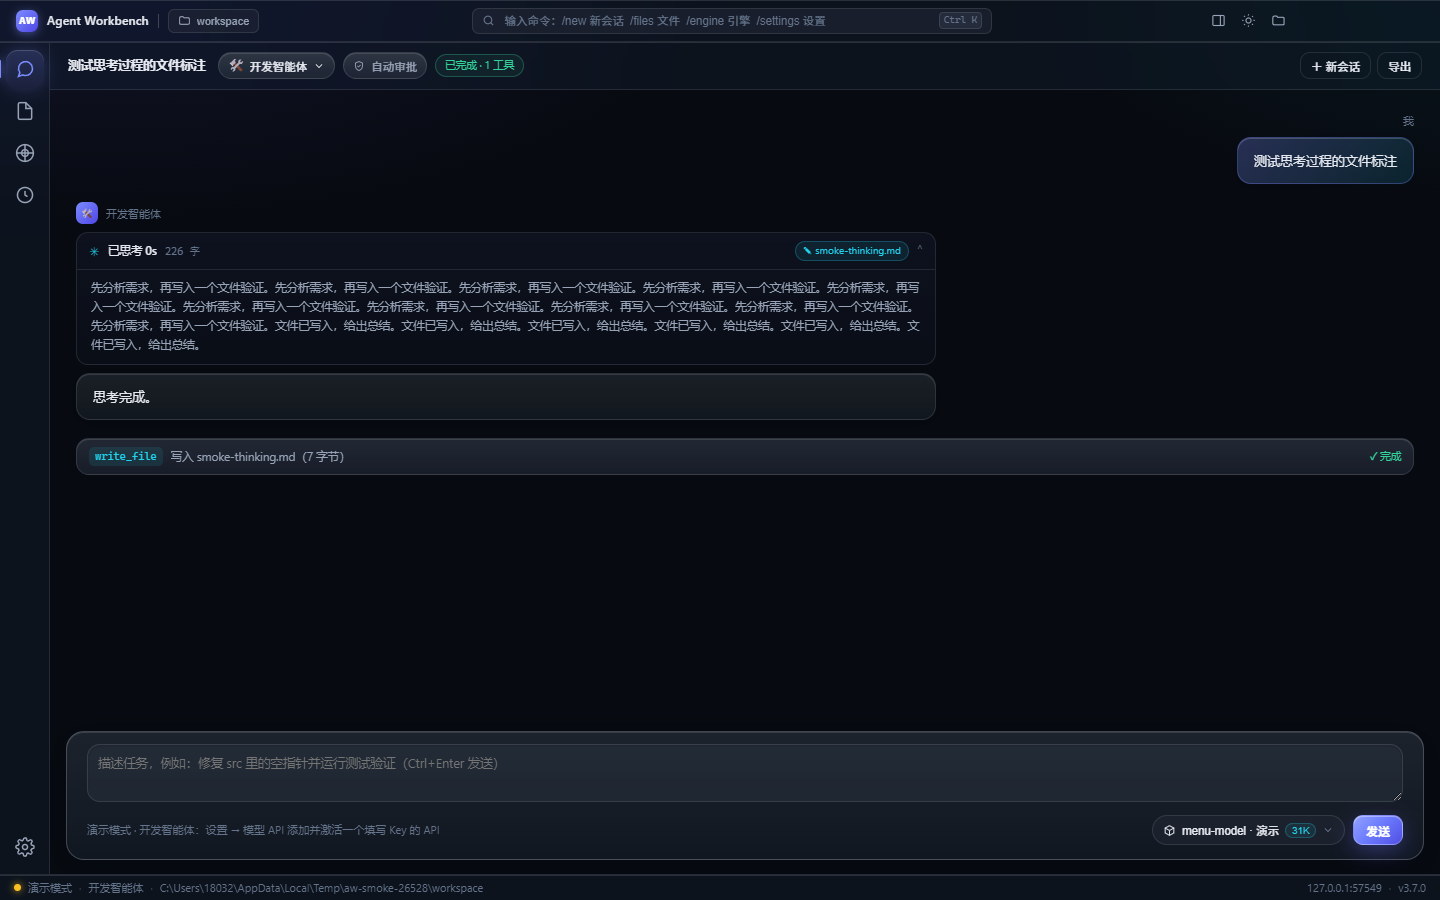 AW Agent Workbench workspace 输入命令：/new 新会话 /files 文件 /engine 引擎 /settings 设置 Ctrl K
测试思考过程的文件标注 开发智能体 自动审批 已完成 · 1 工具 + 新会话 导出
我
测试思考过程的文件标注
开发智能体
已思考 0s 226 字 smoke-thinking.md
先分析需求，再写入一个文件验证。先分析需求，再写入一个文件验证。先分析需求，再写入一个文件验证。先分析需求，再写入一个文件验证。先分析需求，再写
入一个文件验证。先分析需求，再写入一个文件验证。先分析需求，再写入一个文件验证。先分析需求，再写入一个文件验证。先分析需求，再写入一个文件验证。
先分析需求，再写入一个文件验证。文件已写入，给出总结。文件已写入，给出总结。文件已写入，给出总结。文件已写入，给出总结。文件已写入，给出总结。文
件已写入，给出总结。
思考完成。
write_file 写入 smoke-thinking.md（7 字节） ✓完成
描述任务，例如：修复 src 里的空指针并运行测试验证（Ctrl+Enter 发送）
演示模式 · 开发智能体：设置 → 模型 API 添加并激活一个填写 Key 的 API menu-model · 演示 31K 发送
演示模式 · 开发智能体 · C:\Users\18032\AppData\Local\Temp\aw-smoke-26528\workspace 127.0.0.1:57549 · v3.7.0